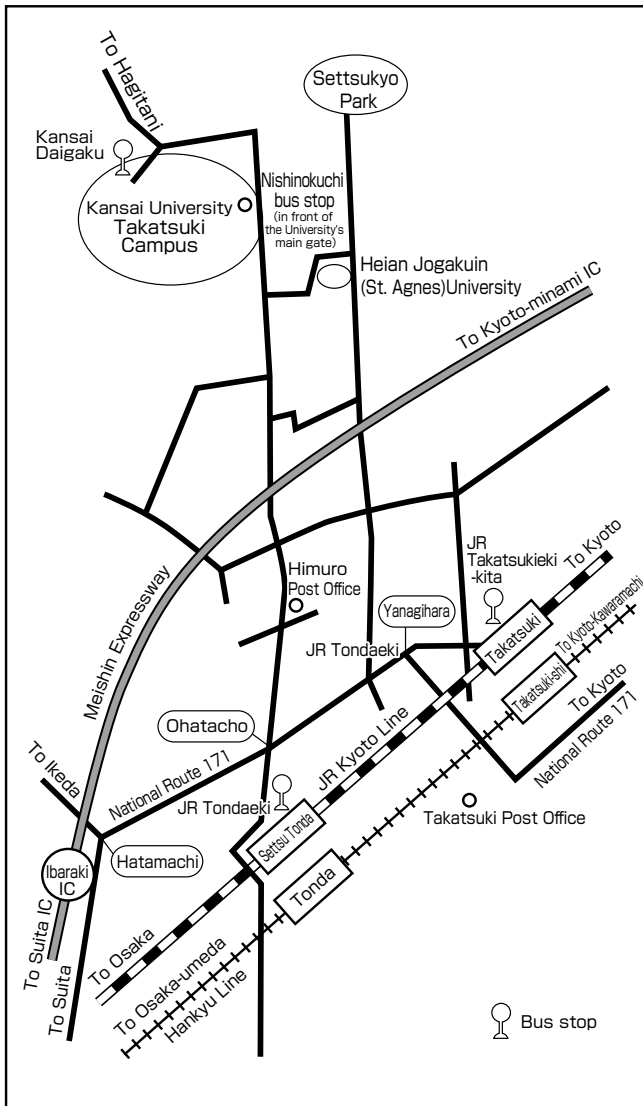 To Hagitani
Settsukyo
Park
Kansai
Daigaku
Nishinokuchi
bus stop
(in front of
the University's
main gate)
Kansai University
Takatsuki
Campus
Heian Jogakuin
(St. Agnes)University
To Kyoto-minami IC
Meishin Expressway
JR
Takatsukieki
-kita
To Kyoto
Himuro
Post Office
Yanagihara
To Kyoto-Kawaramachi
JR Tondaeki
Takatsuki
Takatsuki-shi
To Kyoto
National Route 171
Ohatacho
JR Kyoto Line
To Ikeda
National Route 171
JR Tondaeki
Takatsuki Post Office
Settsu Tonda
Hatamachi
Ibaraki
IC
Tonda
To Suita IC
To Suita
To Osaka
To Osaka-umeda
Hankyu Line
Bus stop